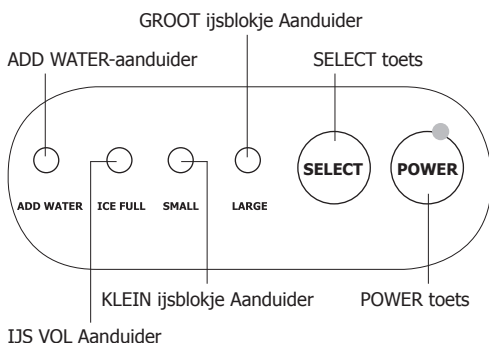 GROOT ijsblokje Aanduider
ADD WATER-aanduider
SELECT toets
SELECT
POWER
ADD WATER
ICE FULL
SMALL
LARGE
KLEIN ijsblokje Aanduider
POWER toets
IJS VOL Aanduider